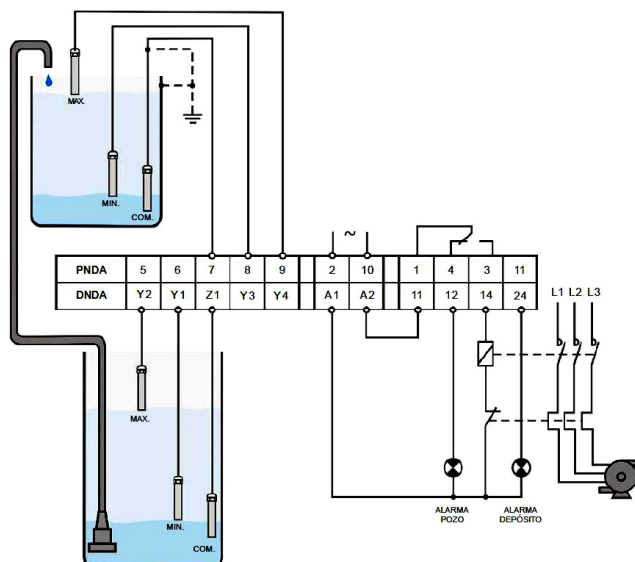 MAX.
MIN.
COM.
~
PNDA 5 6 7 8 9 2 10 1 4 3 11
DNDA Y2 Y1 Z1 Y3 Y4 A1 A2 11 12 14 24
L1 L2 L3
MAX.
MIN.
COM.
ALARMA
POZO
ALARMA
DEPÓSITO